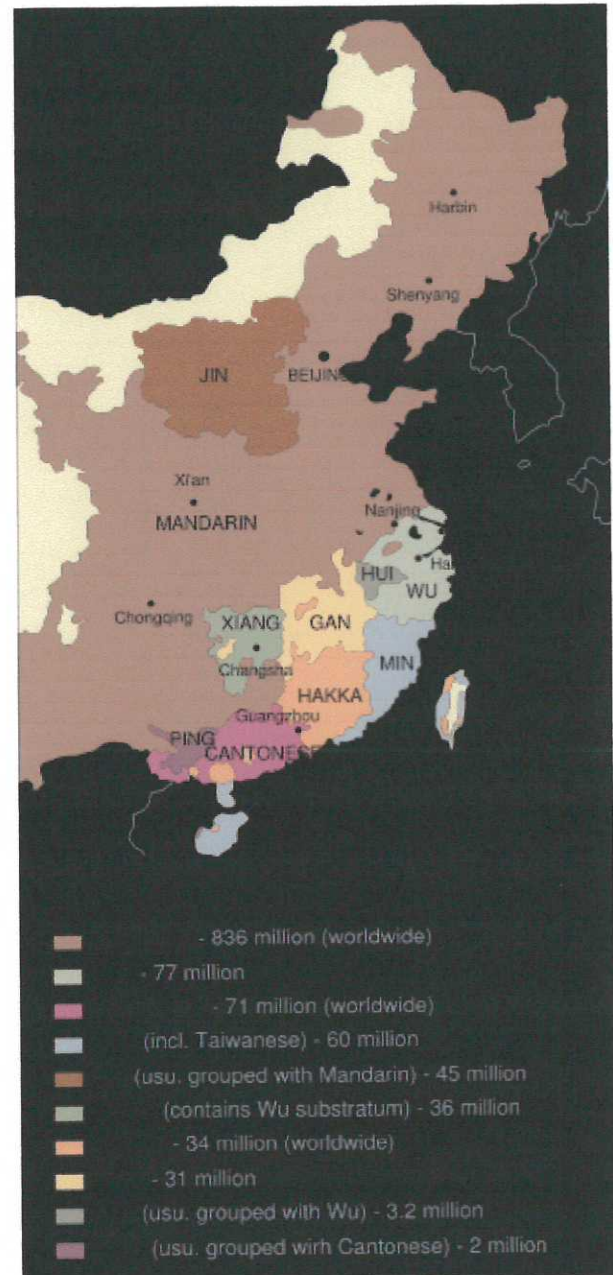 Harbin
Shenyang
JIN
BEIJING
Xi'an
MANDARIN
Nanjing
Ha
HUI
WU
Chongqing
XIANG
GAN
Changsha
MIN
HAKKA
Guangzhou
PING
CANTONESE
- 836 million (worldwide)
- 77 million
- 71 million (worldwide)
(incl. Taiwanese) - 60 million
(usu. grouped with Mandarin) - 45 million
(contains Wu substratum) - 36 million
- 34 million (worldwide)
- 31 million
(usu. grouped with Wu) - 3.2 million
(usu. grouped wirh Cantonese) - 2 million